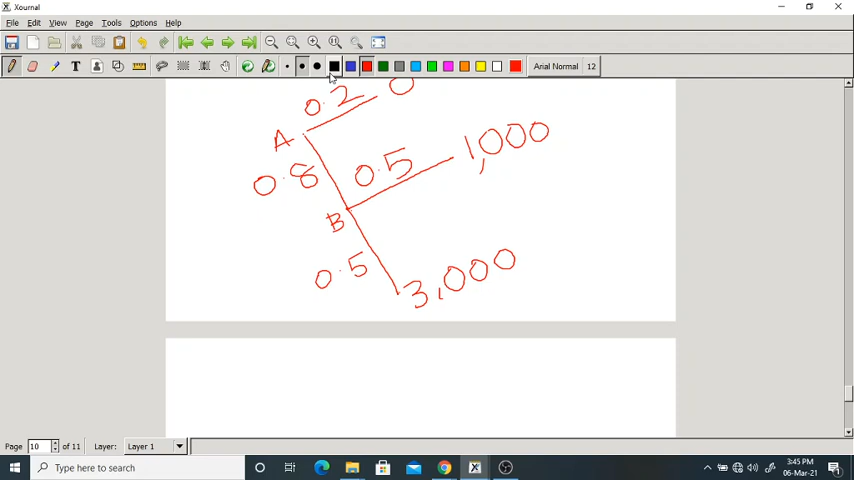 Xournal
File Edit View Page Tools Options Help
T Arial Normal 12
0.2 0
A
0.8 0.5 1,000
B
0.5 3,000
Page 10 of 11 Layer: Layer 1
Type here to search
3:45 PM
06-Mar-21